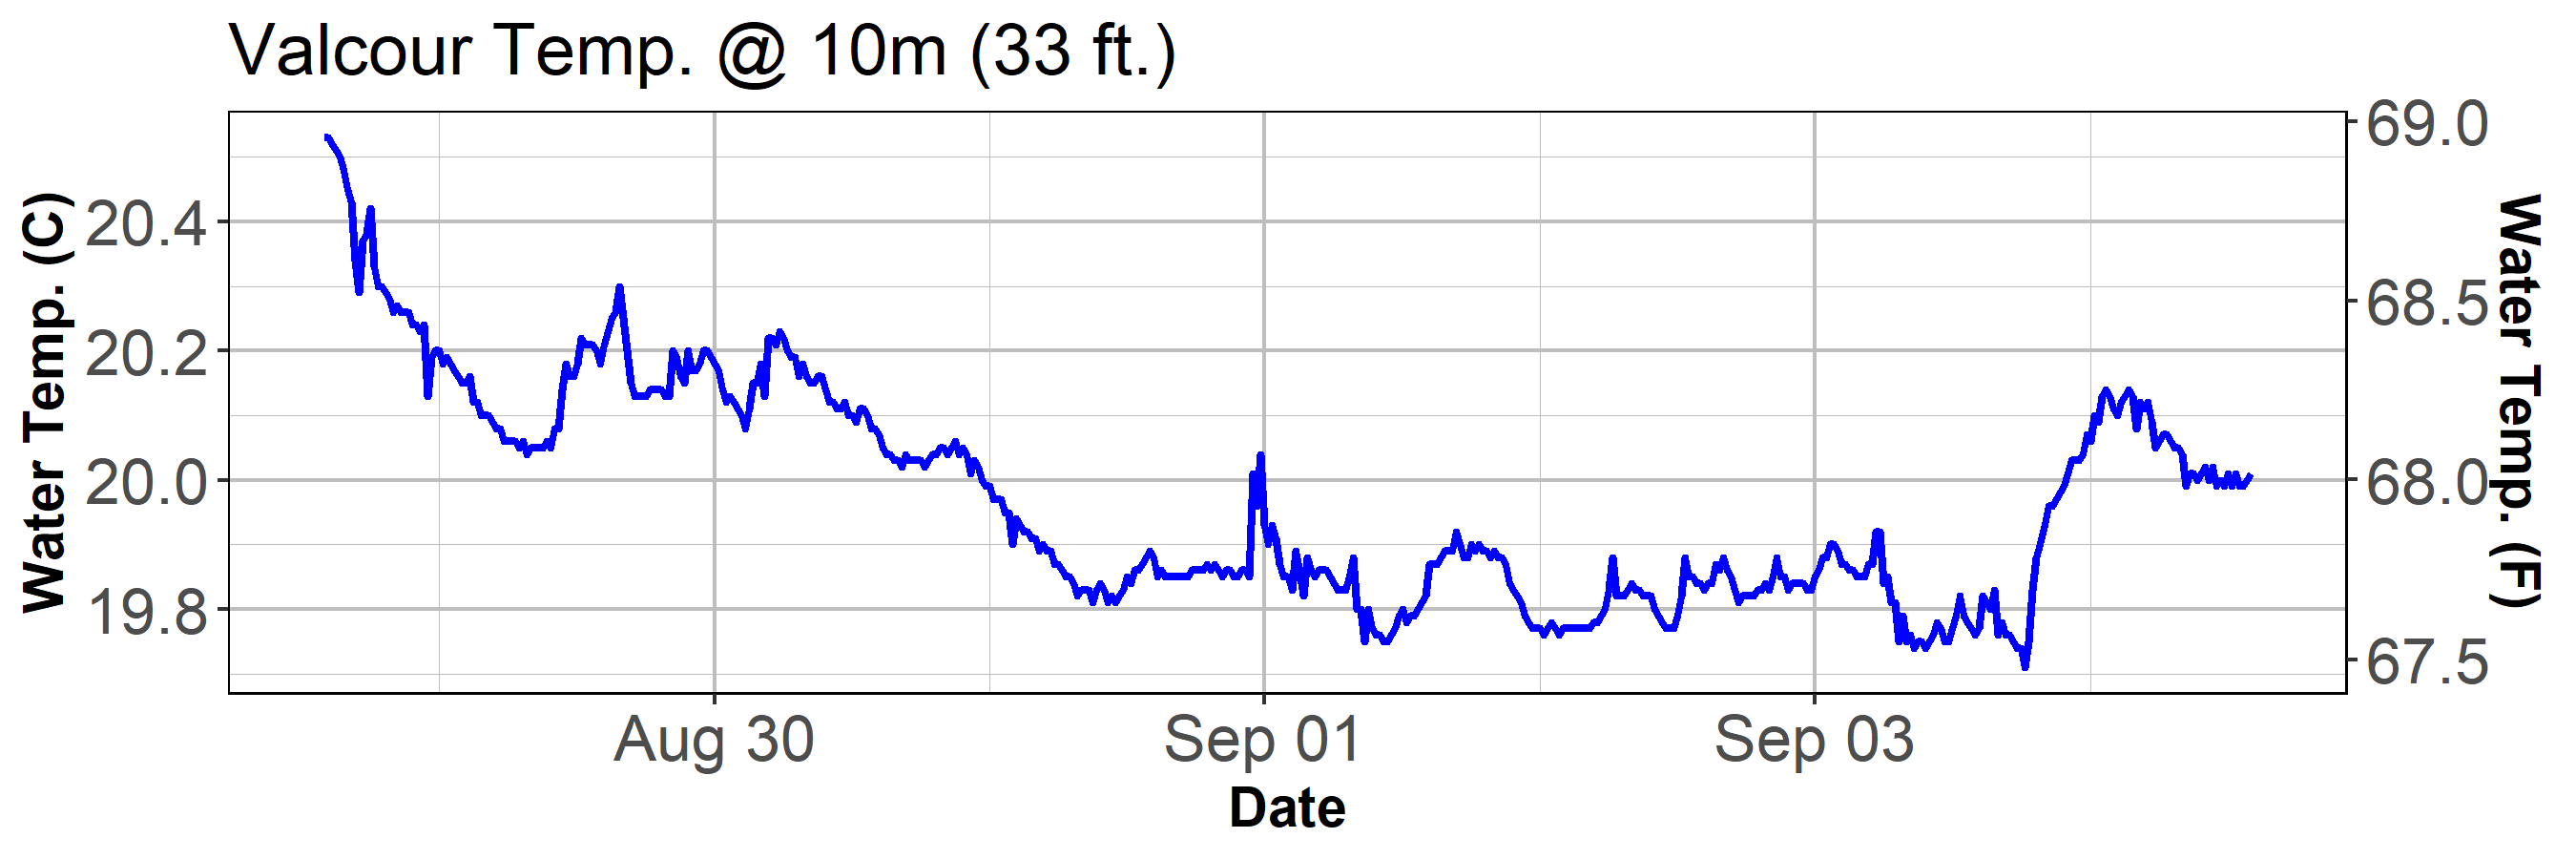 Valcour Temp. @ 10m (33 ft.)
Water Temp. (C)
20.4
20.2
20.0
19.8
69.0
68.5
68.0
67.5
Water Temp. (F)
Aug 30
Sep 01
Sep 03
Date